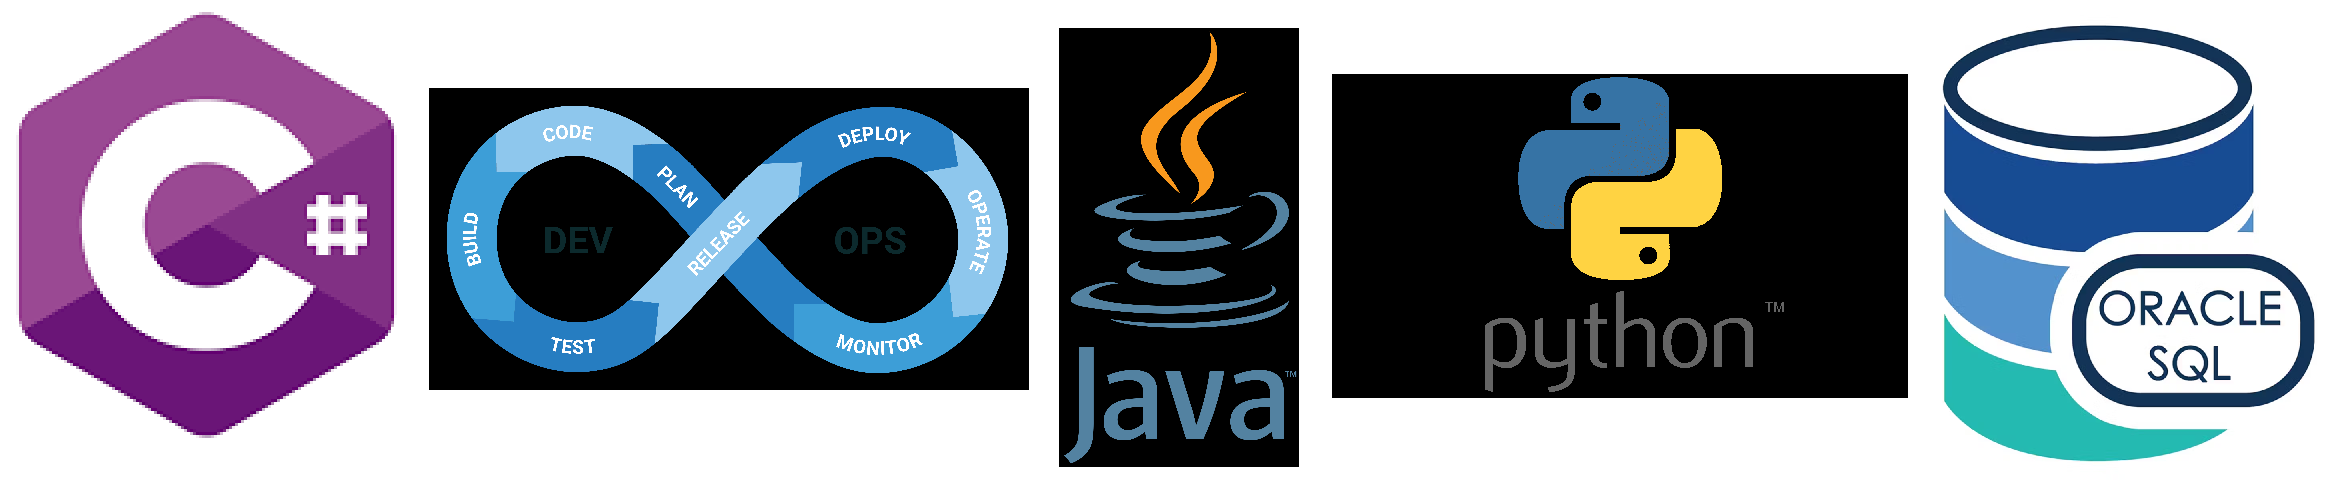 C#
CODE
PLAN
BUILD
DEV
TEST
RELEASE
DEPLOY
OPERATE
OPS
MONITOR
Java™
python™
ORACLE
SQL